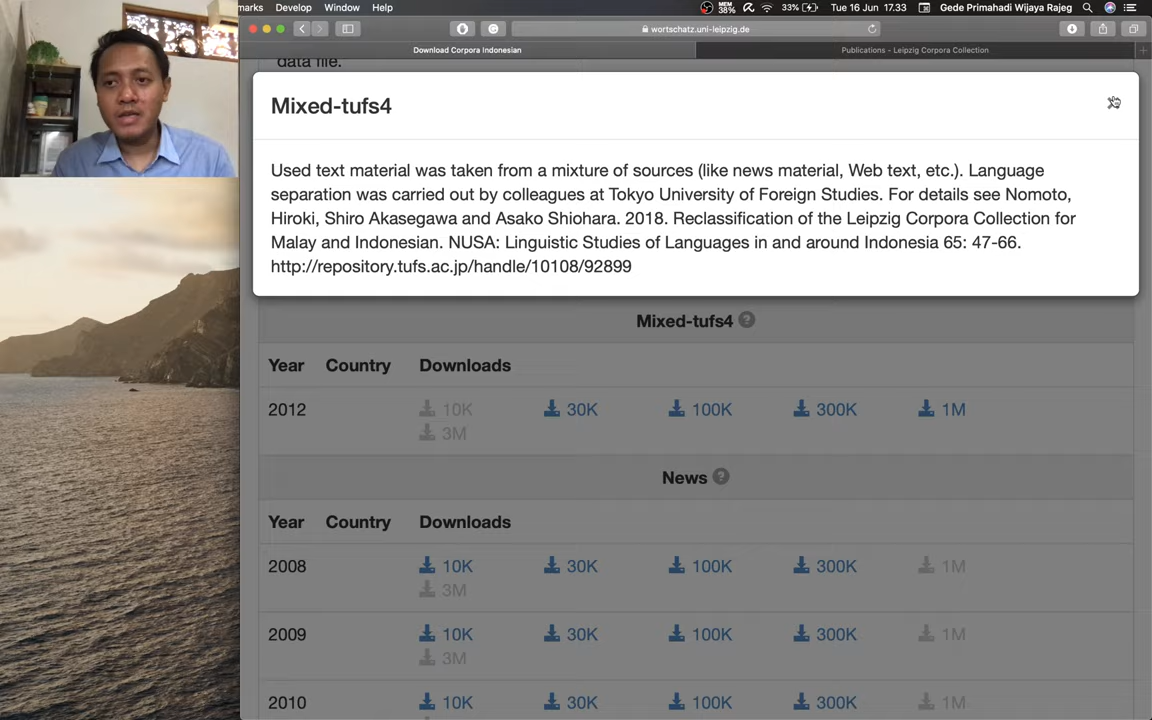 marks Develop Window Help MEM 38% 33% Tue 16 Jun 17.33 Gede Primahadi Wijaya Rajeg
wortschatz.uni-leipzig.de
Download Corpora Indonesian Publications - Leipzig Corpora Collection
data file.
Mixed-tufs4
Used text material was taken from a mixture of sources (like news material, Web text, etc.). Language
separation was carried out by colleagues at Tokyo University of Foreign Studies. For details see Nomoto,
Hiroki, Shiro Akasegawa and Asako Shiohara. 2018. Reclassification of the Leipzig Corpora Collection for
Malay and Indonesian. NUSA: Linguistic Studies of Languages in and around Indonesia 65: 47-66.
http://repository.tufs.ac.jp/handle/10108/92899
Mixed-tufs4 ?
Year Country Downloads
2012 10K 30K 100K 300K 1M
3M
News ?
Year Country Downloads
2008 10K 30K 100K 300K 1M
3M
2009 10K 30K 100K 300K 1M
3M
2010 10K 30K 100K 300K 1M